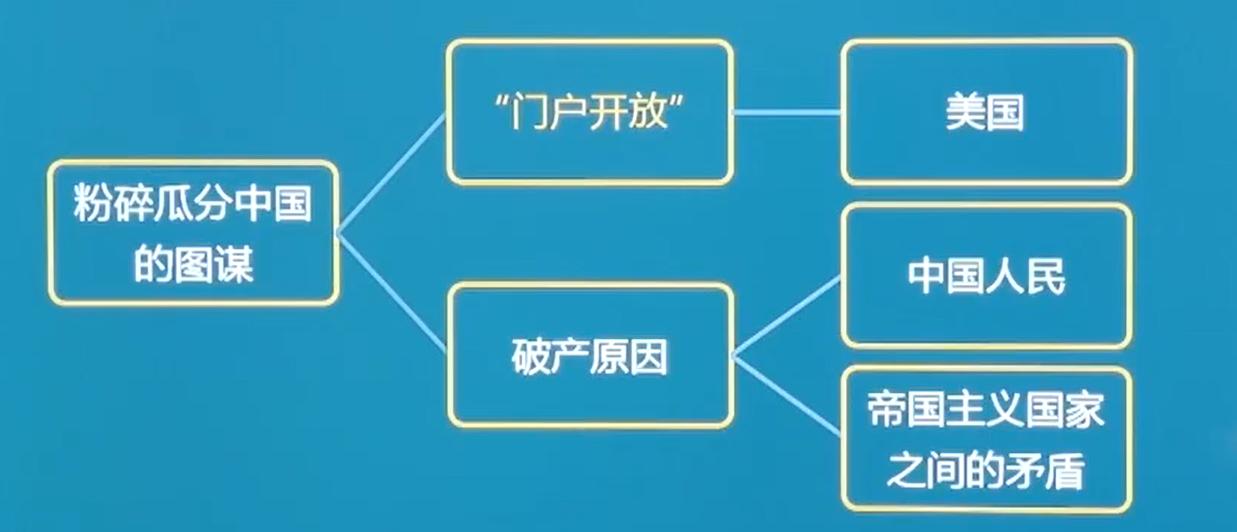 粉碎瓜分中国
的图谋
“门户开放”
美国
破产原因
中国人民
帝国主义国家
之间的矛盾